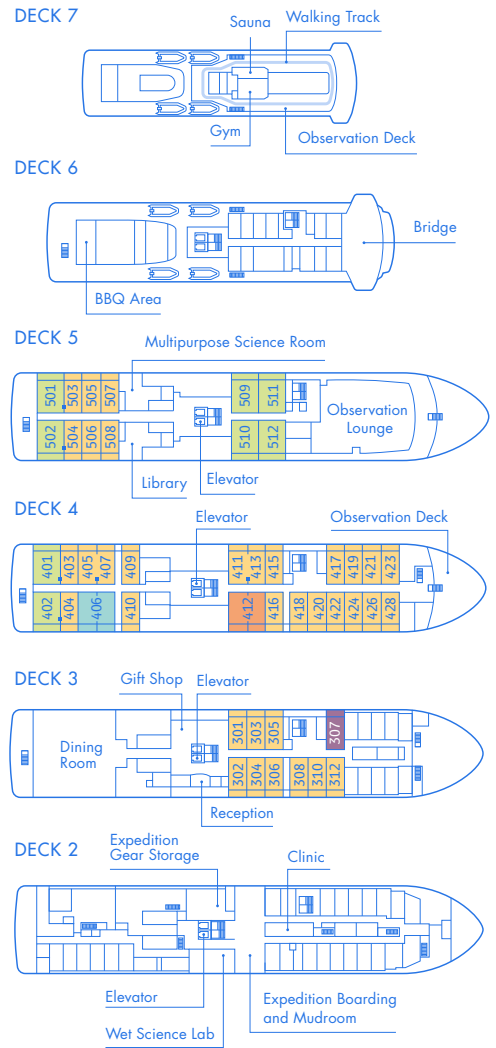 DECK 7
Sauna
Walking Track
Gym
Observation Deck
DECK 6
Bridge
BBQ Area
DECK 5
Multipurpose Science Room
501 503 505 507
509 511
Observation
Lounge
502 504 506 508
510 512
Library
Elevator
DECK 4
Elevator
Observation Deck
401 403 405 407 409
411 413 415
417 419 421 423
402 404 406 410
412 416 418 420 422 424 426 428
DECK 3
Gift Shop
Elevator
301 303 305
307
Dining
Room
302 304 306 308 310 312
Reception
DECK 2
Expedition
Gear Storage
Clinic
Elevator
Expedition Boarding
and Mudroom
Wet Science Lab